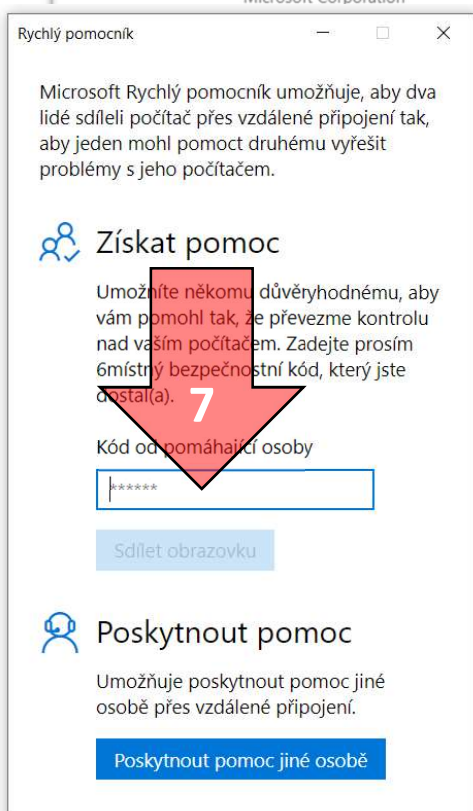 Microsoft Corporation
Rychlý pomocník
Microsoft Rychlý pomocník umožňuje, aby dva
lidé sdíleli počítač přes vzdálené připojení tak,
aby jeden mohl pomoct druhému vyřešit
problémy s jeho počítačem.
Získat pomoc
Umožníte někomu důvěryhodnému, aby
vám pomohl tak, že převezme kontrolu
nad vaším počítačem. Zadejte prosím
6místný bezpečnostní kód, který jste
dostal(a).
7
Kód od pomáhající osoby
******
Sdílet obrazovku
Poskytnout pomoc
Umožňuje poskytnout pomoc jiné
osobě přes vzdálené připojení.
Poskytnout pomoc jiné osobě